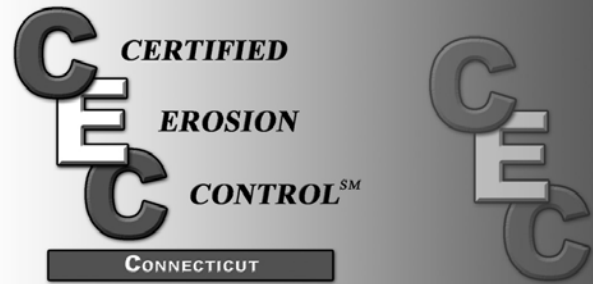 C CERTIFIED
E EROSION
C CONTROL℠
CONNECTICUT
C
E
C